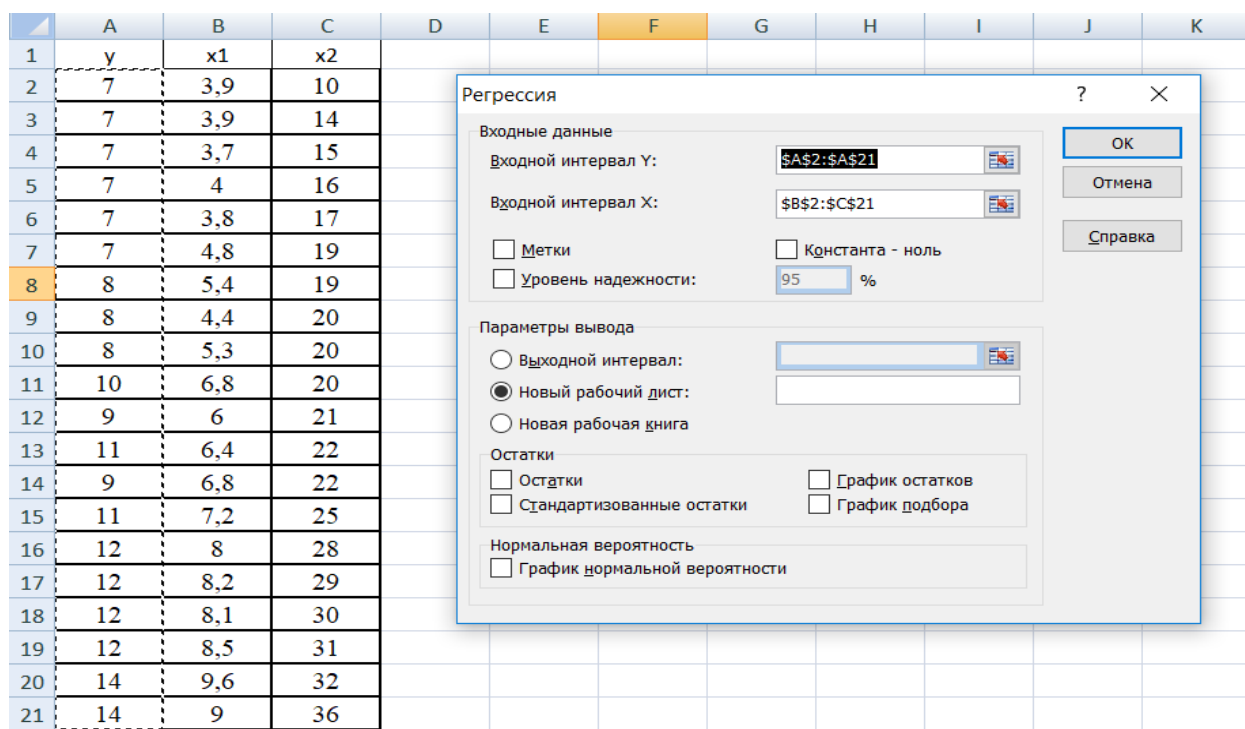 A B C D E F G H I J K
1 y x1 x2
2 7 3,9 10
3 7 3,9 14
4 7 3,7 15
5 7 4 16
6 7 3,8 17
7 7 4,8 19
8 8 5,4 19
9 8 4,4 20
10 8 5,3 20
11 10 6,8 20
12 9 6 21
13 11 6,4 22
14 9 6,8 22
15 11 7,2 25
16 12 8 28
17 12 8,2 29
18 12 8,1 30
19 12 8,5 31
20 14 9,6 32
21 14 9 36
Регрессия ?
Входные данные
Входной интервал Y: $A$2:$A$21
Входной интервал X: $B$2:$C$21
Метки Константа - ноль
Уровень надежности: 95 %
Параметры вывода
Выходной интервал:
Новый рабочий лист:
Новая рабочая книга
Остатки
Остатки График остатков
Стандартизованные остатки График подбора
Нормальная вероятность
График нормальной вероятности
OK
Отмена
Справка